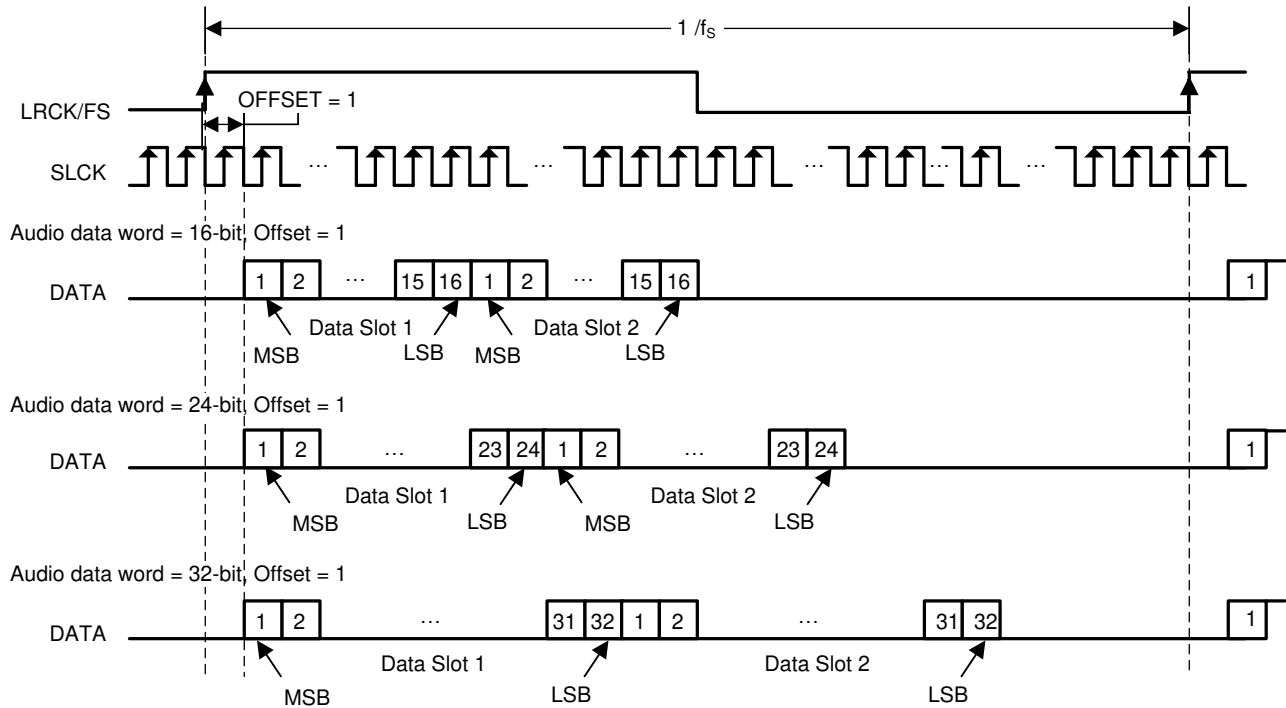 1 /fS
LRCK/FS
OFFSET = 1
SLCK
... ... ... ... ...
Audio data word = 16-bit, Offset = 1
DATA
1 2 ... 15 16 1 2 ... 15 16 1
Data Slot 1 Data Slot 2
MSB LSB MSB LSB
Audio data word = 24-bit, Offset = 1
DATA
1 2 ... 23 24 1 2 ... 23 24 1
Data Slot 1 Data Slot 2
MSB LSB MSB LSB
Audio data word = 32-bit, Offset = 1
DATA
1 2 ... 31 32 1 2 ... 31 32 1
Data Slot 1 Data Slot 2
MSB LSB LSB